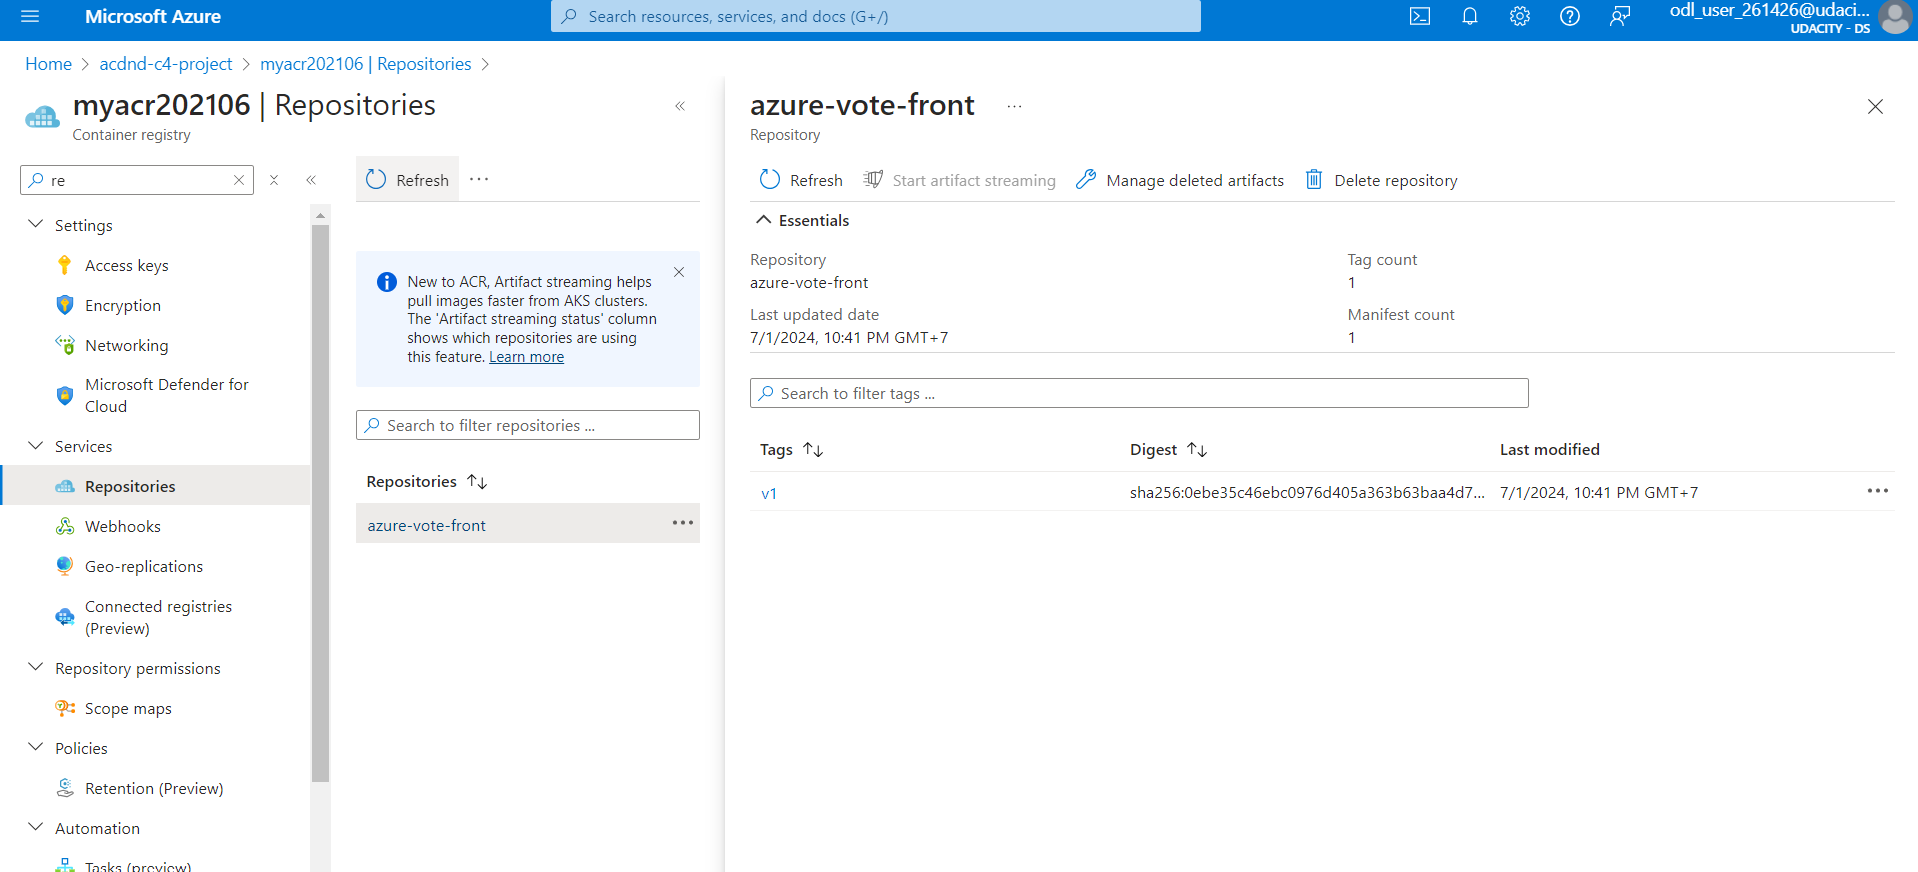 Microsoft Azure
Search resources, services, and docs (G+/)
odl_user_261426@udaci...
UDACITY - DS
Home > acdnd-c4-project > myacr202106 | Repositories >
myacr202106 | Repositories
Container registry
re
Settings
Access keys
Encryption
Networking
Microsoft Defender for
Cloud
Services
Repositories
Webhooks
Geo-replications
Connected registries
(Preview)
Repository permissions
Scope maps
Policies
Retention (Preview)
Automation
Tasks (preview)
Refresh
New to ACR, Artifact streaming helps
pull images faster from AKS clusters.
The 'Artifact streaming status' column
shows which repositories are using
this feature. Learn more
Search to filter repositories ...
Repositories
azure-vote-front
azure-vote-front
Repository
Refresh Start artifact streaming Manage deleted artifacts Delete repository
Essentials
Repository
azure-vote-front
Last updated date
7/1/2024, 10:41 PM GMT+7
Tag count
1
Manifest count
1
Search to filter tags ...
Tags Digest Last modified
v1 sha256:0ebe35c46ebc0976d405a363b63baa4d7... 7/1/2024, 10:41 PM GMT+7